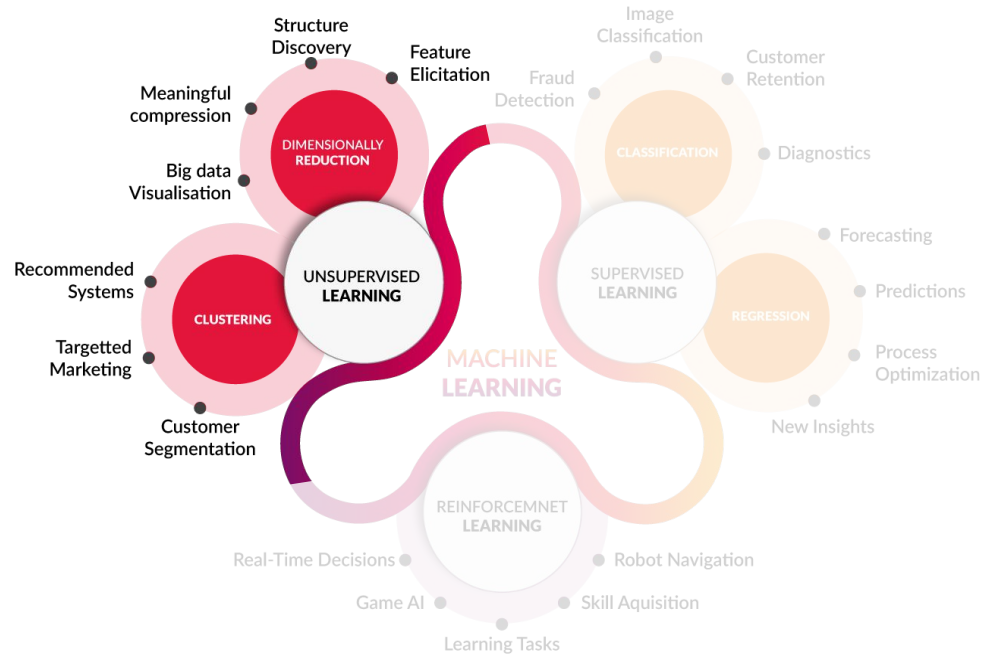 Structure
Discovery
Feature
Elicitation
Meaningful
compression
Big data
Visualisation
DIMENSIONALLY
REDUCTION
UNSUPERVISED
LEARNING
Recommended
Systems
Targetted
Marketing
Customer
Segmentation
CLUSTERING
Image
Classification
Fraud
Detection
Customer
Retention
Diagnostics
CLASSIFICATION
SUPERVISED
LEARNING
Forecasting
Predictions
Process
Optimization
New Insights
REGRESSION
MACHINE
LEARNING
REINFORCEMNET
LEARNING
Real-Time Decisions
Game AI
Learning Tasks
Skill Aquisition
Robot Navigation